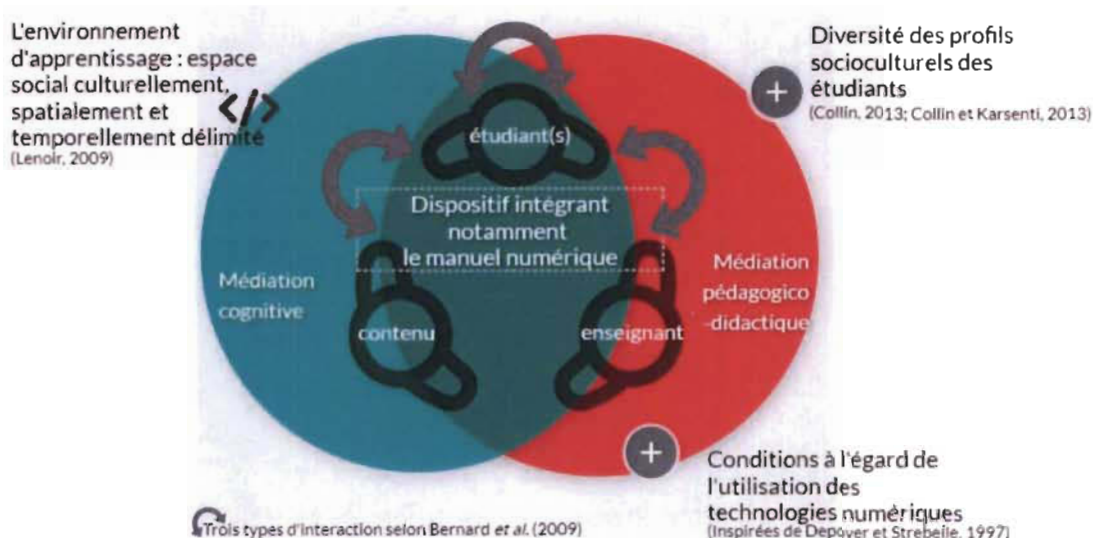 L'environnement
d'apprentissage : espace
social culturellement,
spatialement et
temporellement délimité
(Lenoir, 2009)
</>
Diversité des profils
socioculturels des
étudiants
(Collin, 2013; Collin et Karsenti, 2013)
+
étudiant(s)
Dispositif intégrant
notamment
le manuel numérique
Médiation
cognitive
contenu
enseignant
Médiation
pédagogico
-didactique
+
Conditions à l'égard de
l'utilisation des
technologies numériques
(Inspirées de Depover et Strebelle, 1997)
Trois types d'interaction selon Bernard et al. (2009)